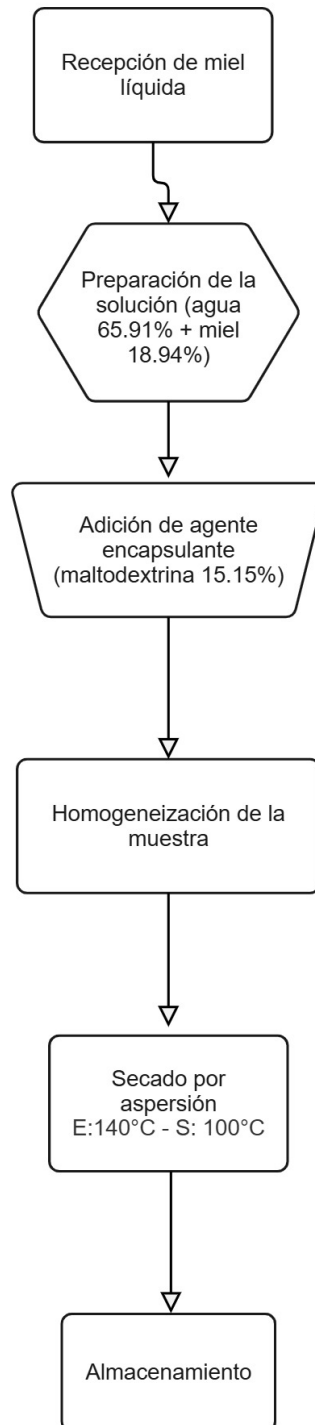 Recepción de miel
líquida
Preparación de la
solución (agua
65.91% + miel
18.94%)
Adición de agente
encapsulante
(maltodextrina 15.15%)
Homogeneización de la
muestra
Secado por
aspersión
E:140°C - S: 100°C
Almacenamiento